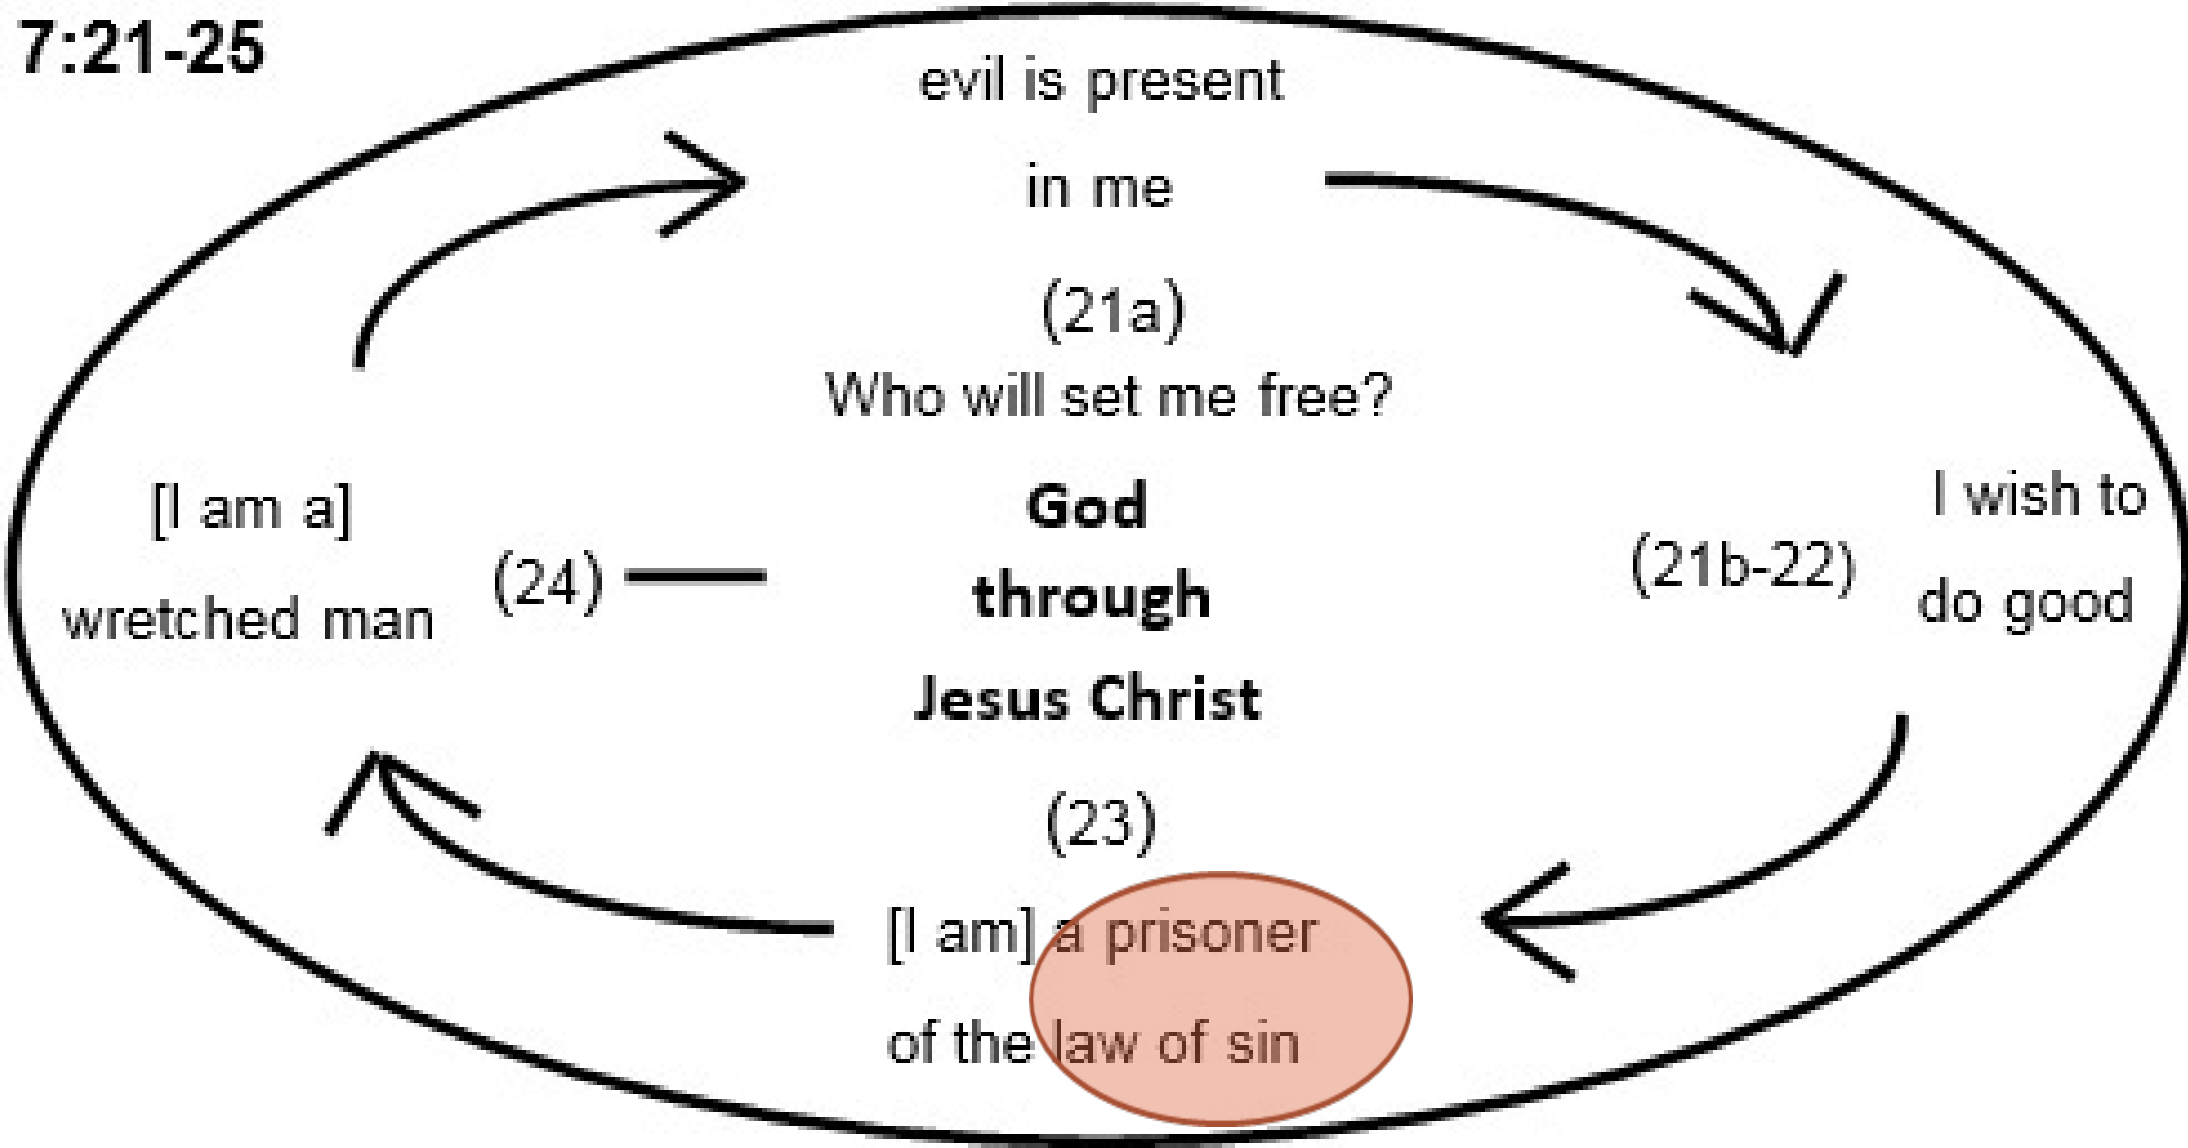 7:21-25
evil is present
in me
(21a)
Who will set me free?
[I am a]
wretched man
(24)
God
through
Jesus Christ
(21b-22)
I wish to
do good
(23)
[I am] a prisoner
of the law of sin